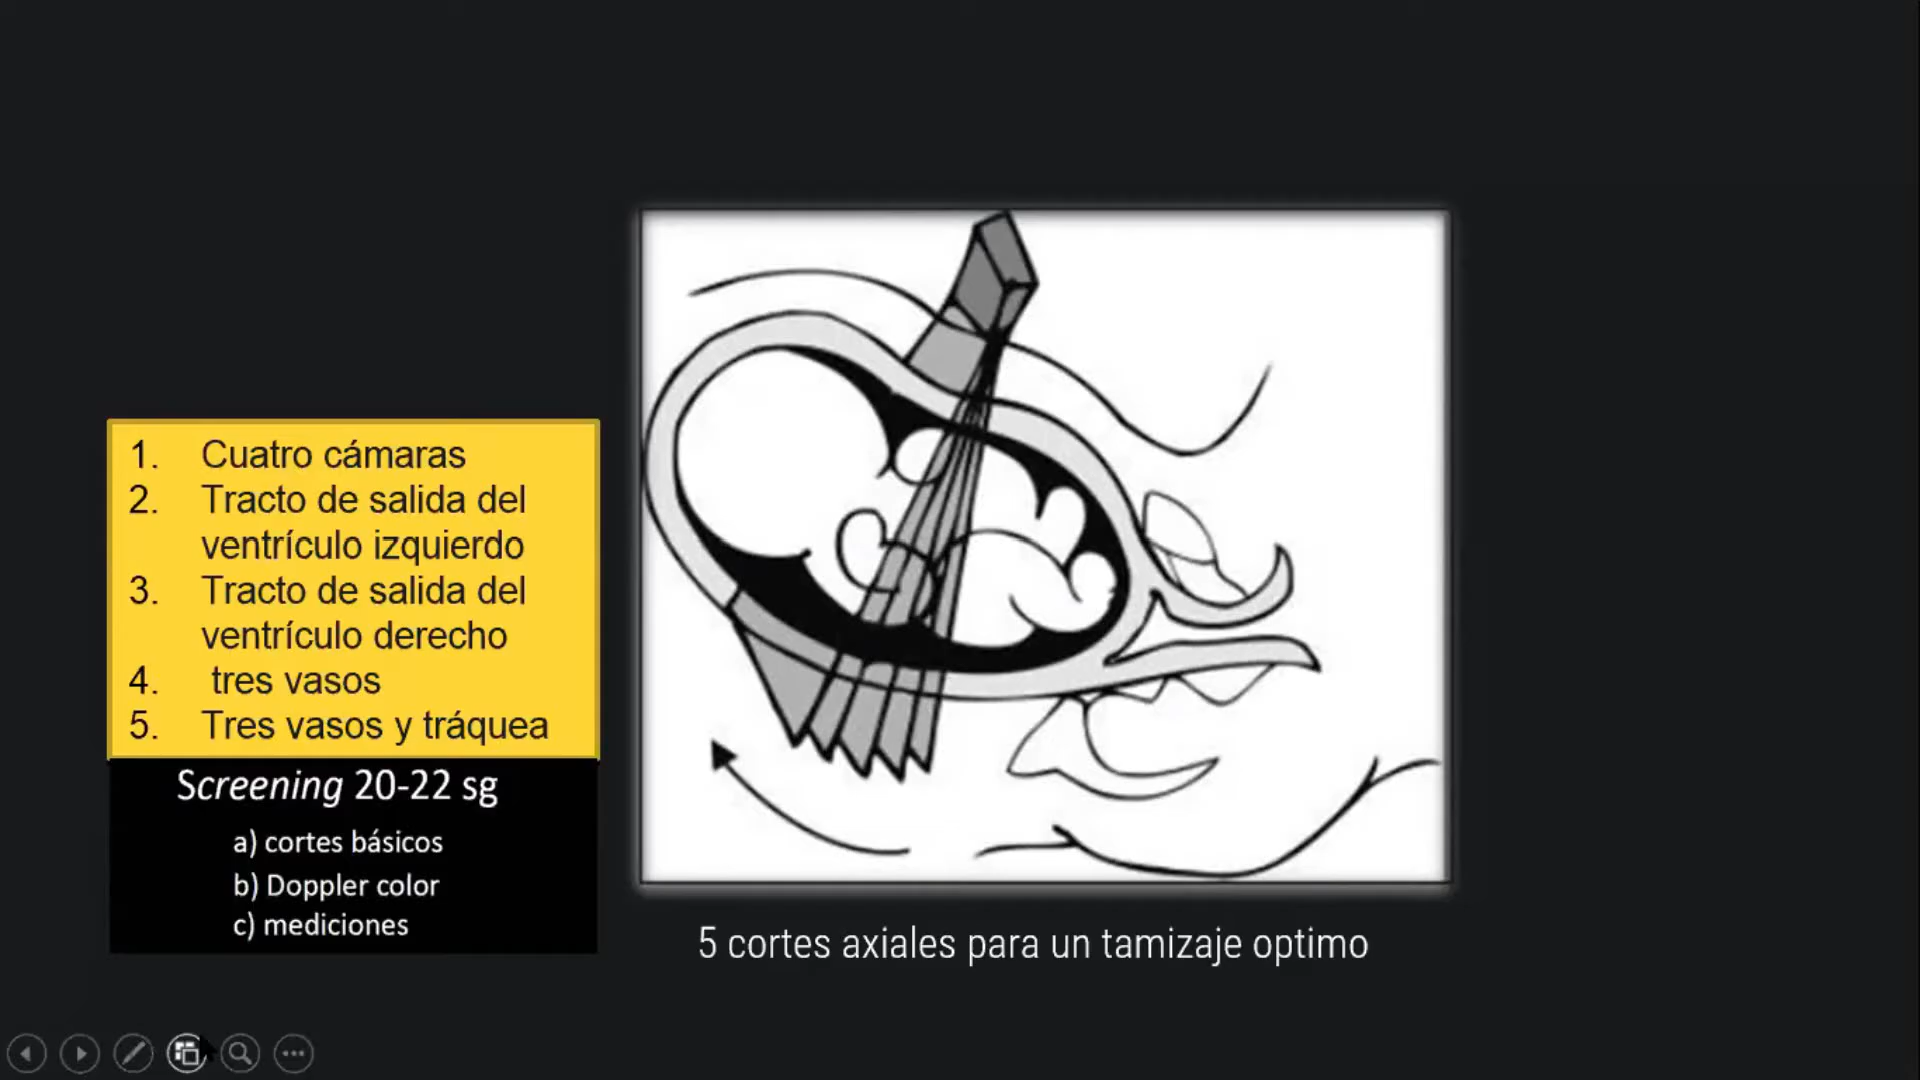 1. Cuatro cámaras
2. Tracto de salida del
ventrículo izquierdo
3. Tracto de salida del
ventrículo derecho
4. tres vasos
5. Tres vasos y tráquea
Screening 20-22 sg
a) cortes básicos
b) Doppler color
c) mediciones
5 cortes axiales para un tamizaje optimo